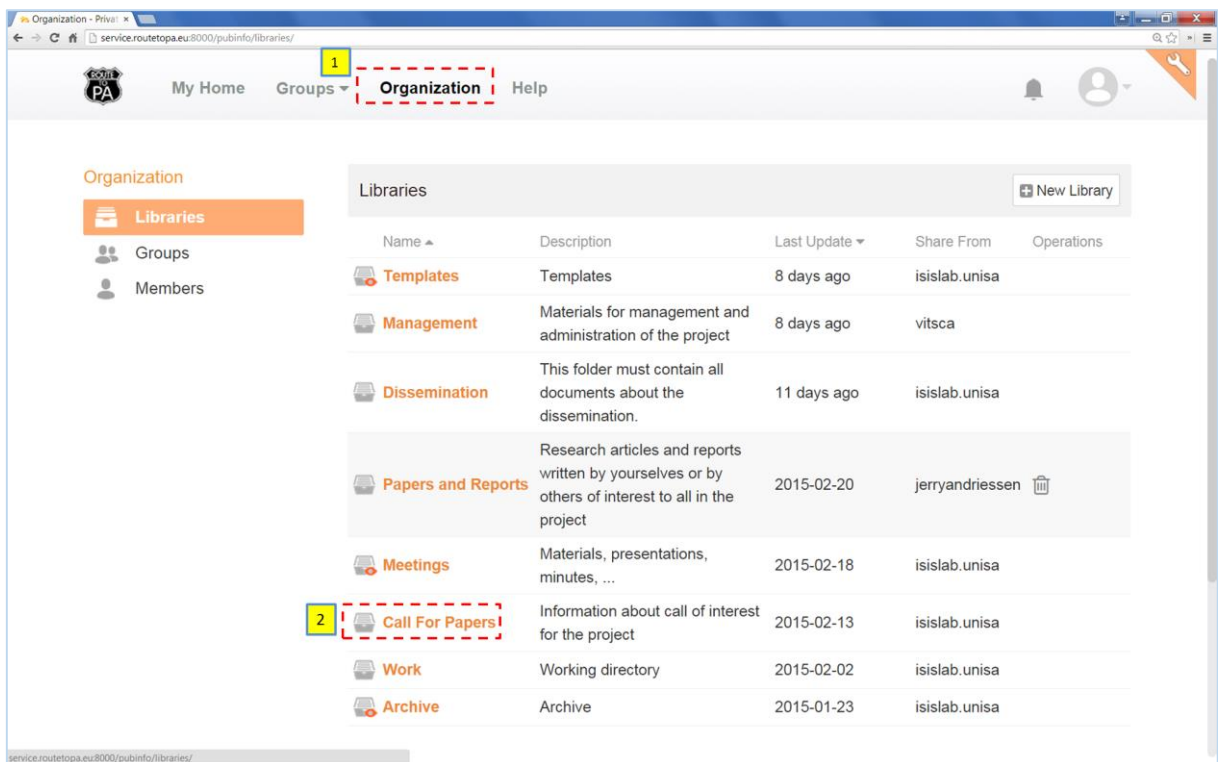 Organization - Privat
service.routetopa.eu:8000/pubinfo/libraries/
1
ROUTE TO PA
My Home Groups Organization Help
Organization
Libraries
Groups
Members
Libraries
New Library
Name Description Last Update Share From Operations
Templates Templates 8 days ago isislab.unisa
Management Materials for management and administration of the project 8 days ago vitsca
Dissemination This folder must contain all documents about the dissemination. 11 days ago isislab.unisa
Papers and Reports Research articles and reports written by yourselves or by others of interest to all in the project 2015-02-20 jerryandriessen
Meetings Materials, presentations, minutes, ... 2015-02-18 isislab.unisa
2
Call For Papers Information about call of interest for the project 2015-02-13 isislab.unisa
Work Working directory 2015-02-02 isislab.unisa
Archive Archive 2015-01-23 isislab.unisa
service.routetopa.eu:8000/pubinfo/libraries/